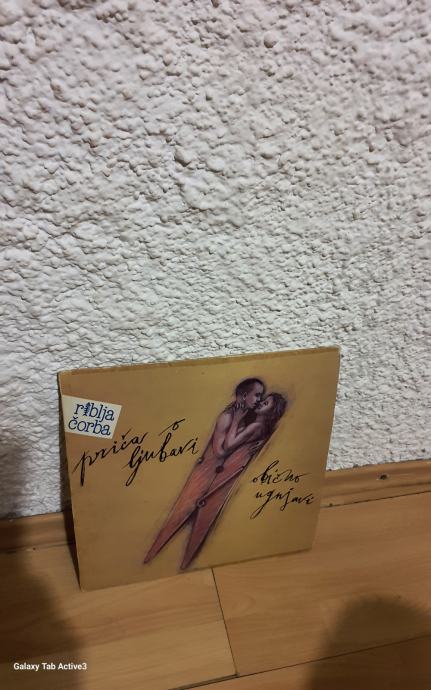 riblja
čorba
priča o
ljubavi
obično
ugnjavi
Galaxy Tab Active3